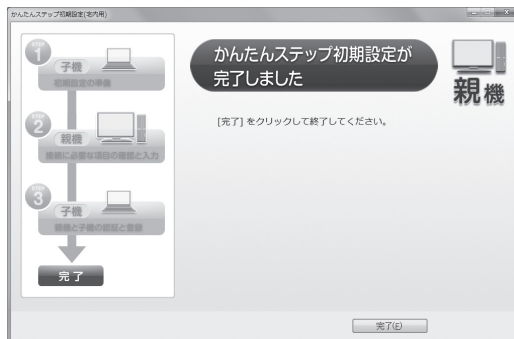 かんたんステップ初期設定(宅内用)
STEP
1
子機
初期設定の準備
STEP
2
親機
接続に必要な項目の確認と入力
STEP
3
子機
親機と子機の認証と登録
完了
かんたんステップ初期設定が
完了しました
親機
[完了] をクリックして終了してください。
完了(F)